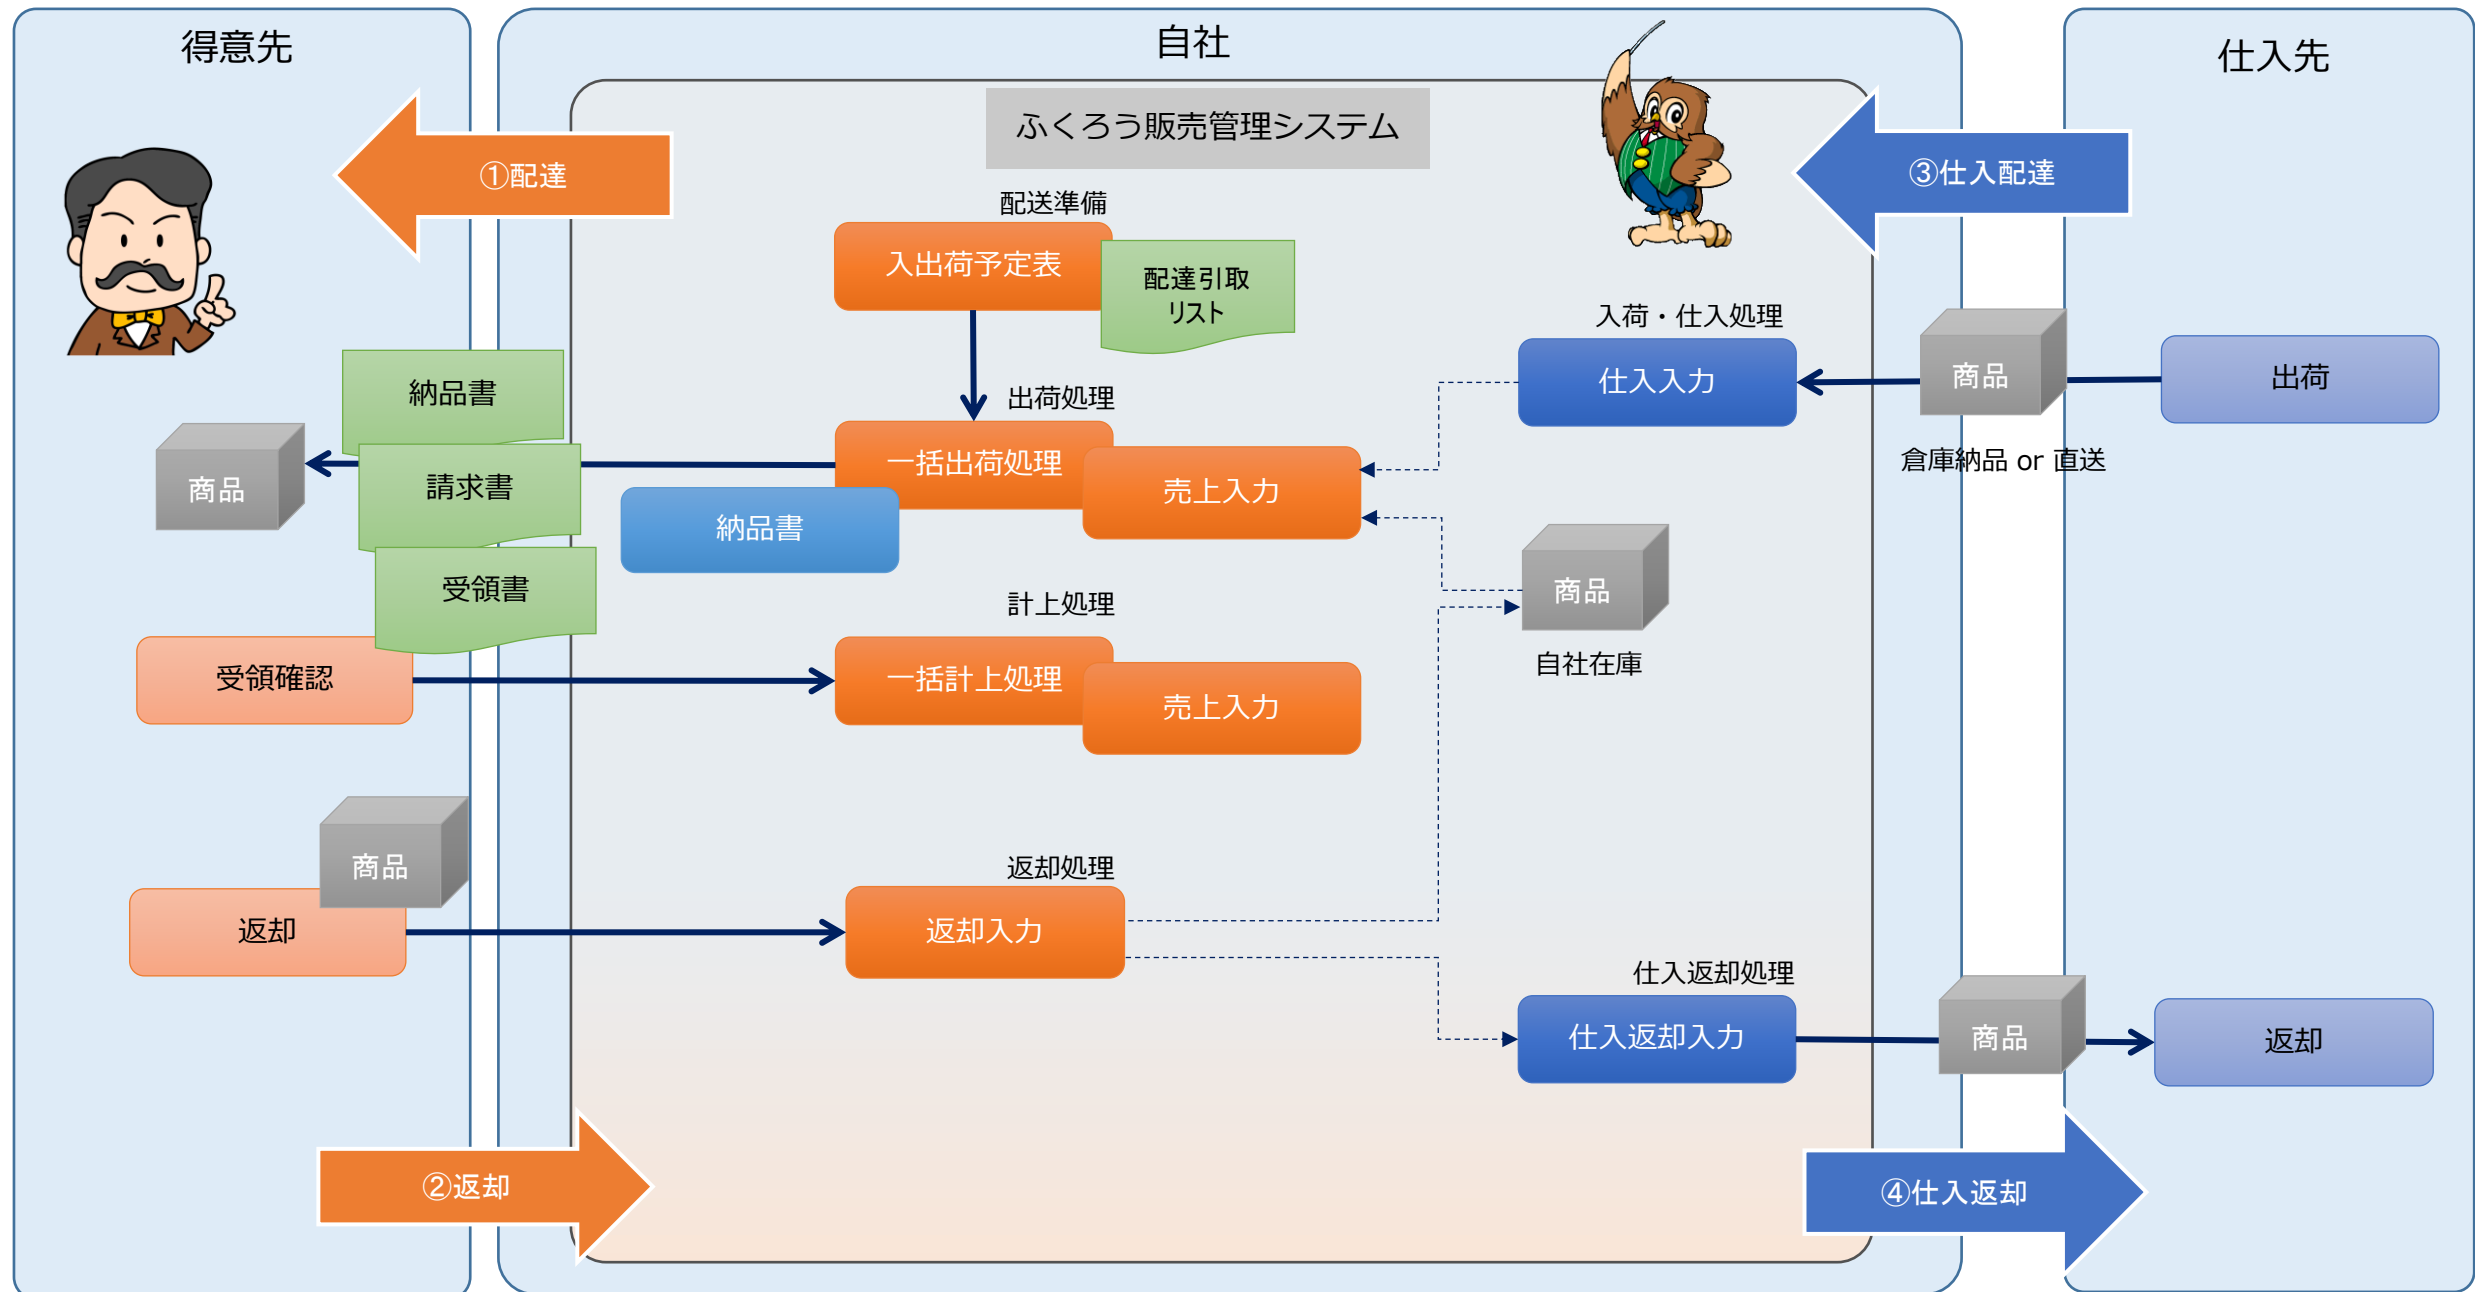 得意先
自社
仕入先
ふくろう販売管理システム
①配達
③仕入配達
配送準備
入出荷予定表
配達引取
リスト
入荷・仕入処理
仕入入力
商品
出荷
倉庫納品 or 直送
納品書
請求書
受領書
商品
出荷処理
一括出荷処理
売上入力
納品書
商品
自社在庫
計上処理
受領確認
一括計上処理
売上入力
商品
返却
返却処理
返却入力
仕入返却処理
仕入返却入力
商品
返却
②返却
④仕入返却